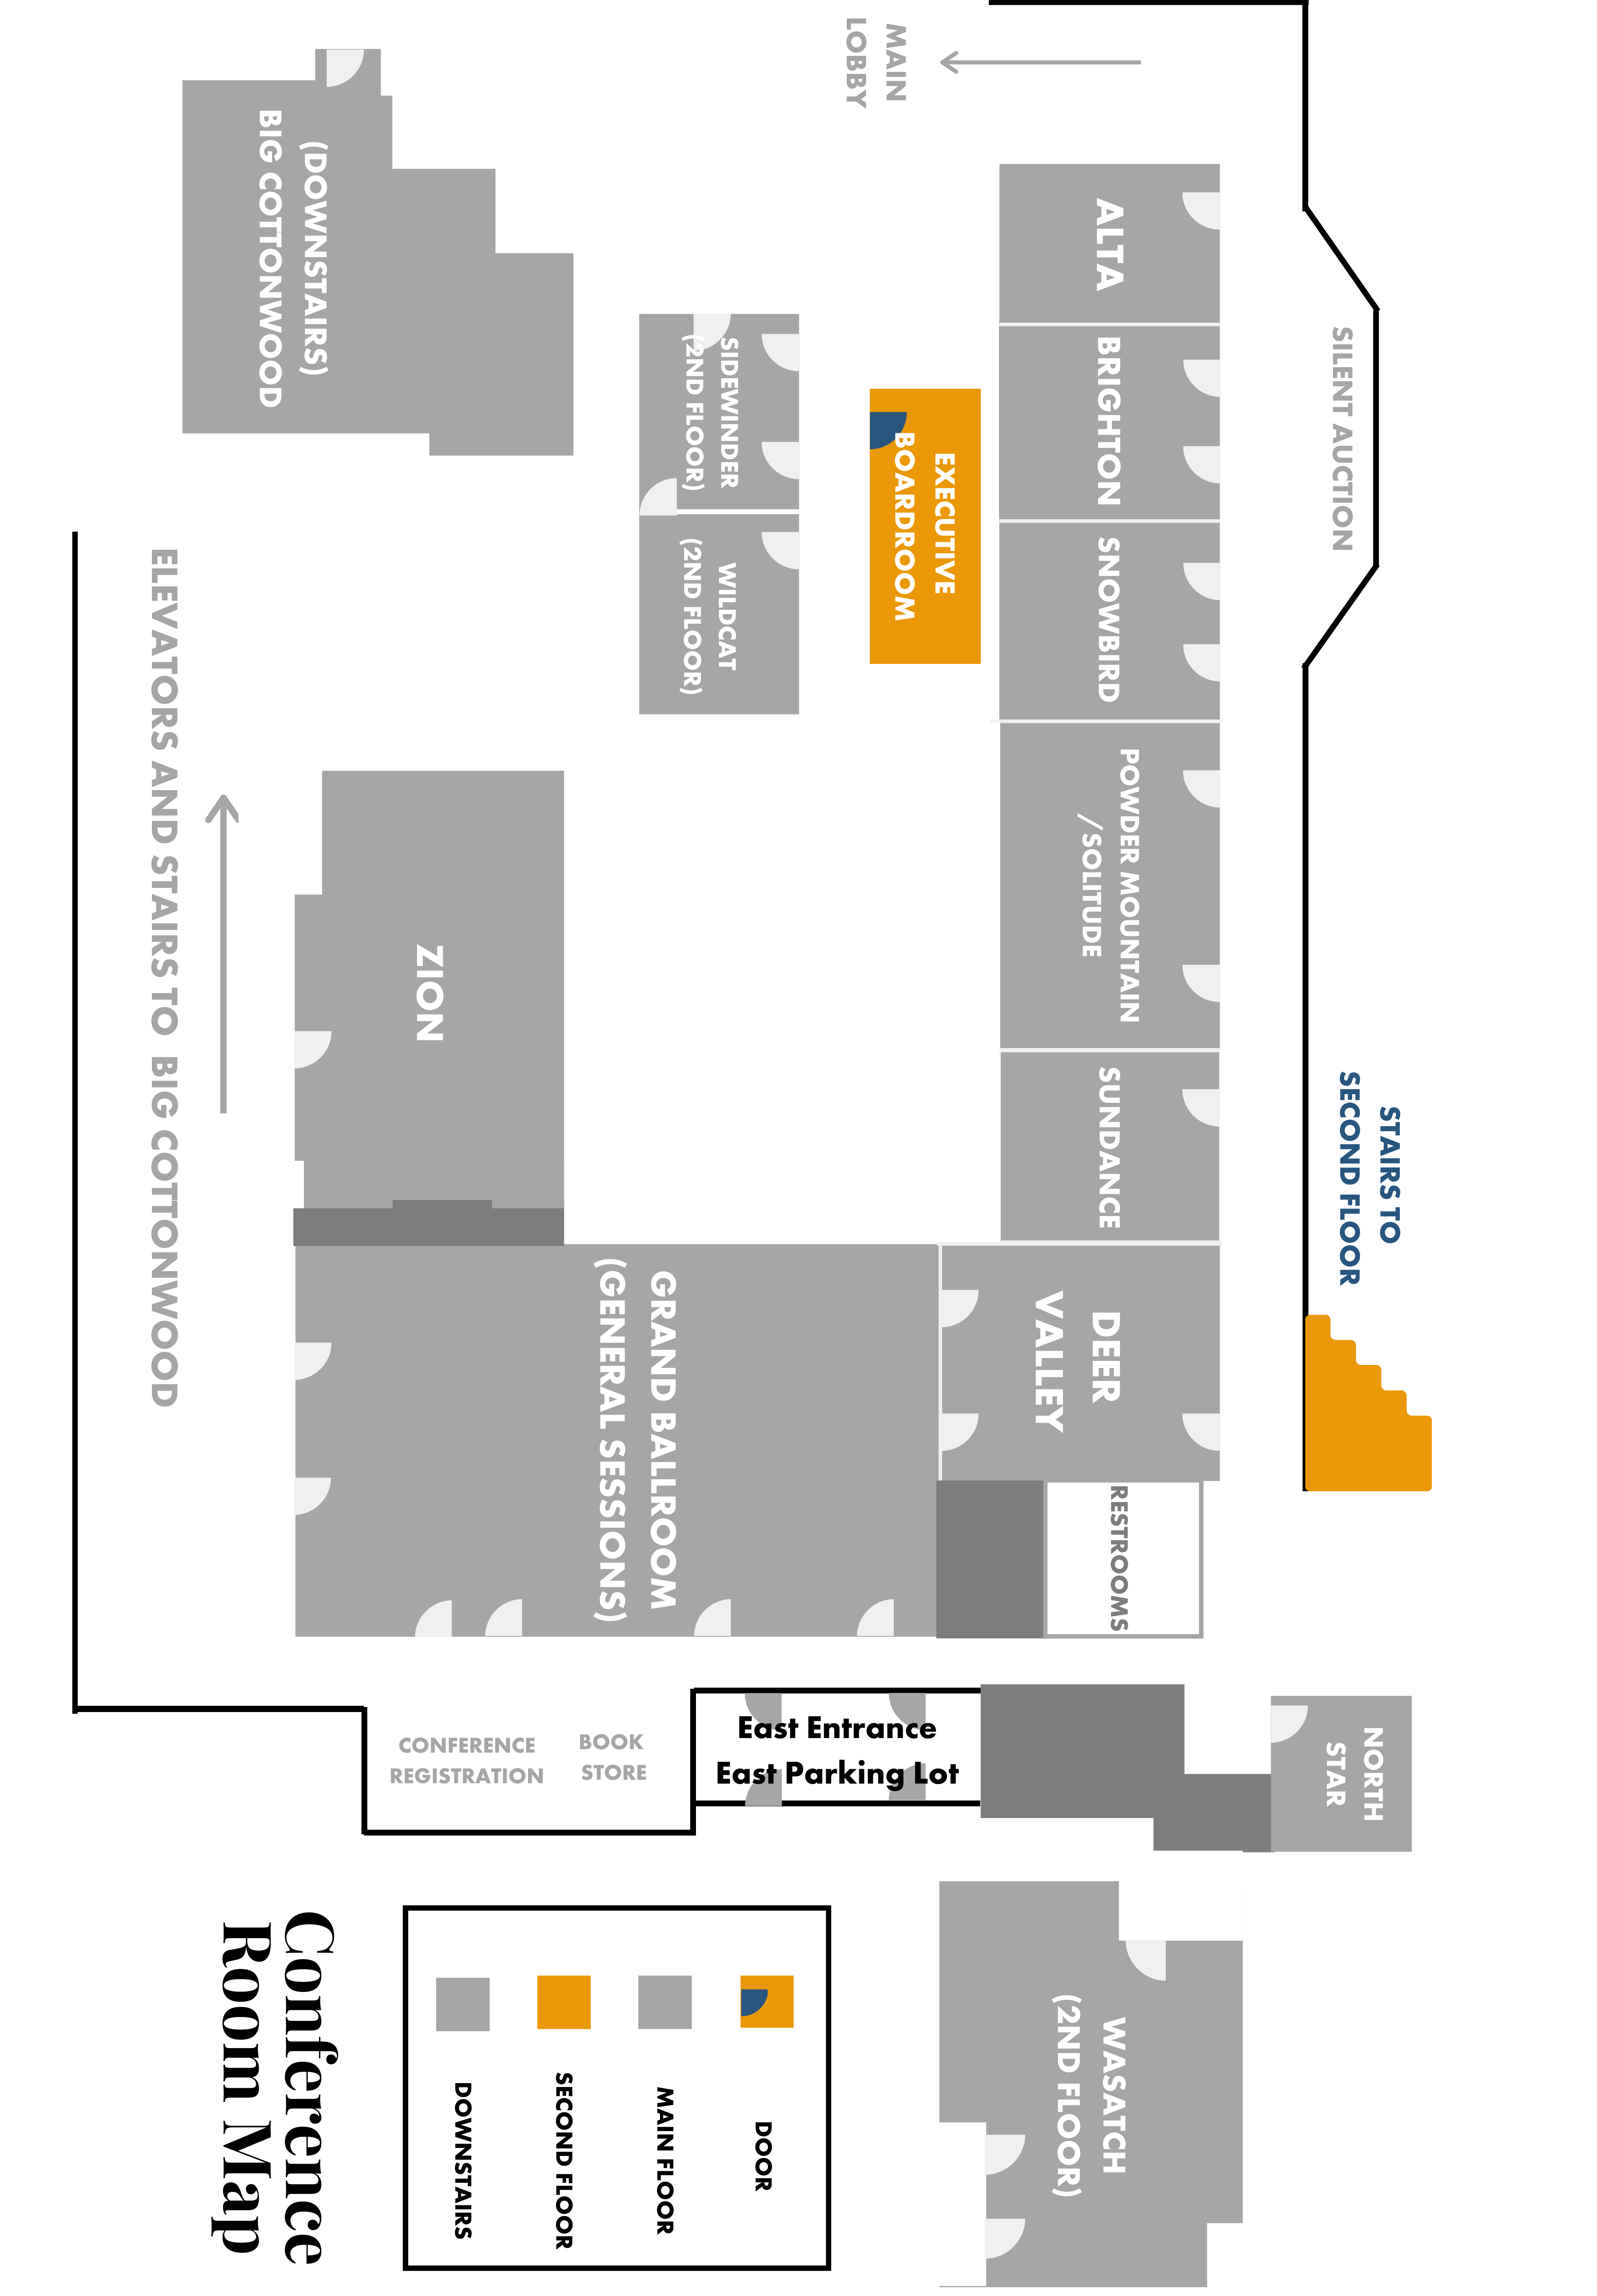 MAIN
LOBBY
ALTA
BRIGHTON
SNOWBIRD
POWDER MOUNTAIN
/SOLITUDE
SUNDANCE
DEER
VALLEY
RESTROOMS
SILENT AUCTION
STAIRS TO
SECOND FLOOR
EXECUTIVE
BOARDROOM
SIDEWINDER
(2ND FLOOR)
WILDCAT
(2ND FLOOR)
(DOWNSTAIRS)
BIG COTTONWOOD
ELEVATORS AND STAIRS TO BIG COTTONWOOD
ZION
GRAND BALLROOM
(GENERAL SESSIONS)
CONFERENCE
REGISTRATION
BOOK
STORE
East Entrance
East Parking Lot
NORTH
STAR
WASATCH
(2ND FLOOR)
DOOR
MAIN FLOOR
SECOND FLOOR
DOWNSTAIRS
Conference
Room Map